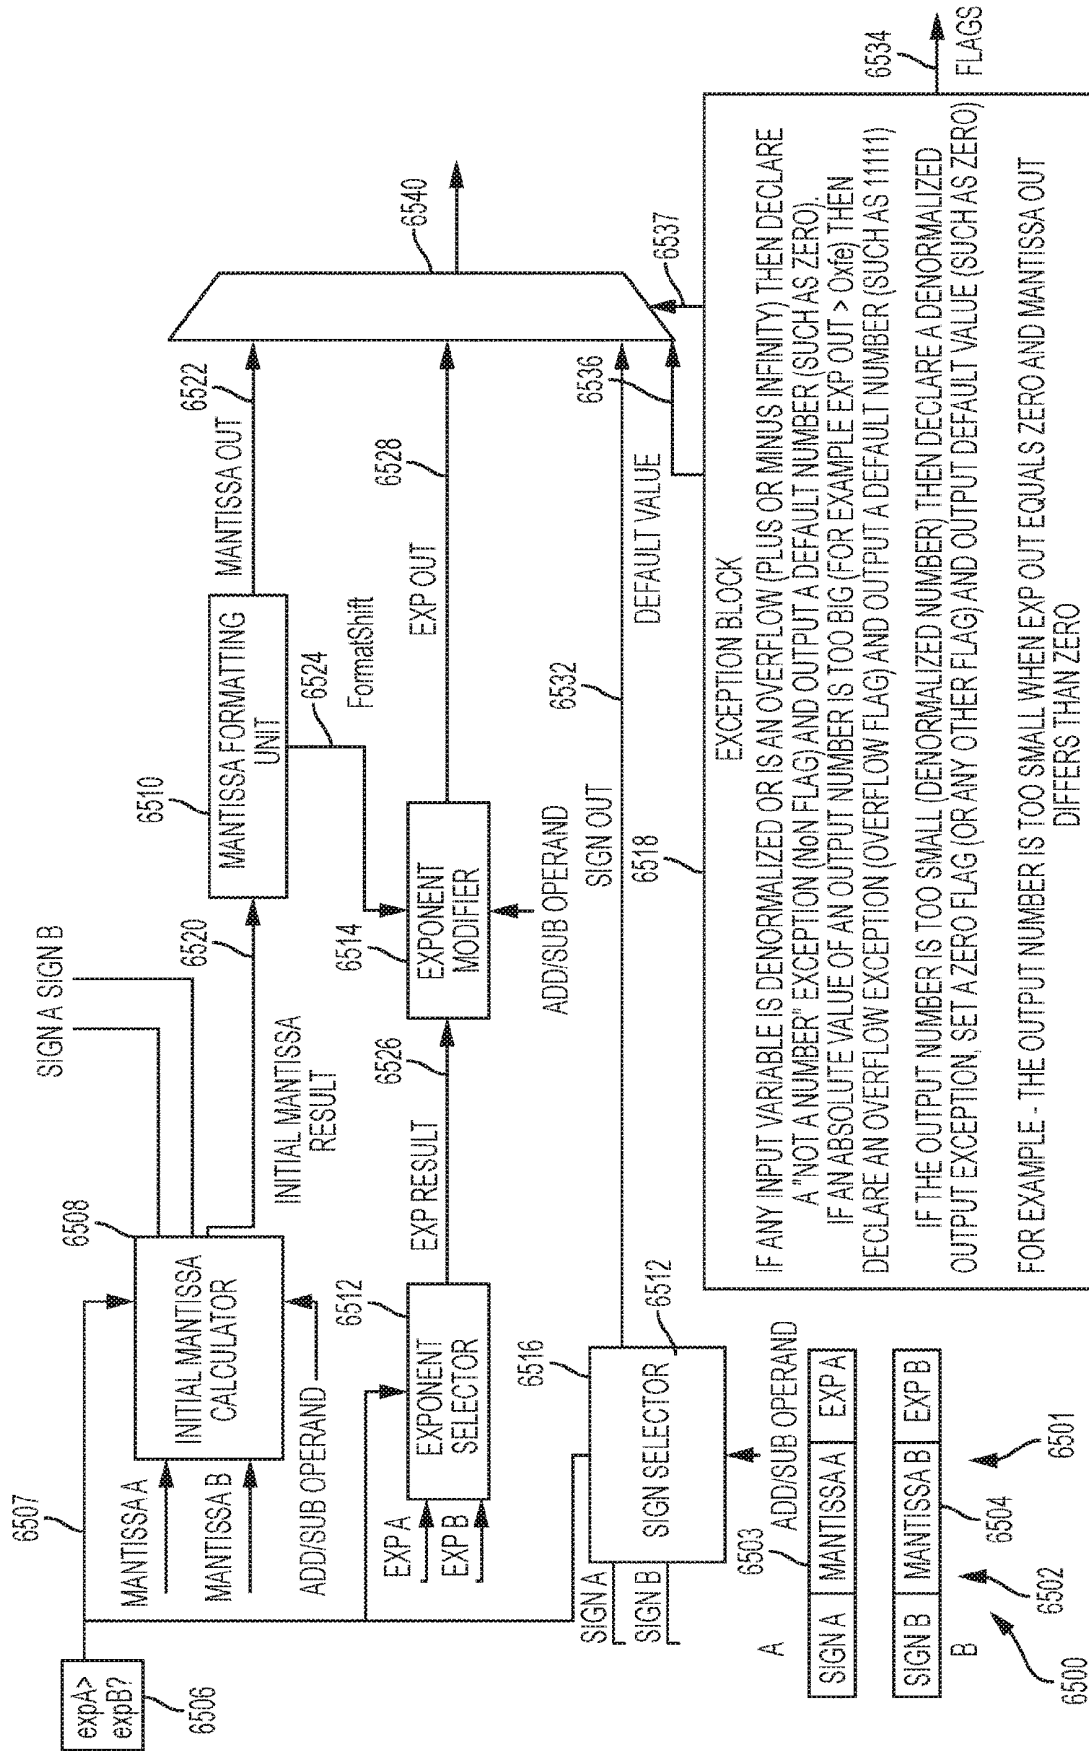 expA>
expB?
6506
6507
MANTISSA A
MANTISSA B
INITIAL MANTISSA
CALCULATOR
6508
ADD/SUB OPERAND
SIGN A SIGN B
INITIAL MANTISSA
RESULT
6520
6510
MANTISSA FORMATTING
UNIT
6524
FormatShift
MANTISSA OUT
6522
6540
EXP A
EXP B
EXPONENT
SELECTOR
6512
EXP RESULT
6526
6514
EXPONENT
MODIFIER
ADD/SUB OPERAND
EXP OUT
6528
SIGN A
SIGN B
SIGN SELECTOR
6516
6512
ADD/SUB OPERAND
SIGN OUT
6532
DEFAULT VALUE
6536
6537
6518
EXCEPTION BLOCK
IF ANY INPUT VARIABLE IS DENORMALIZED OR IS AN OVERFLOW (PLUS OR MINUS INFINITY) THEN DECLARE
A "NOT A NUMBER" EXCEPTION (NoN FLAG) AND OUTPUT A DEFAULT NUMBER (SUCH AS ZERO).
IF AN ABSOLUTE VALUE OF AN OUTPUT NUMBER IS TOO BIG (FOR EXAMPLE EXP OUT > Oxfe) THEN
DECLARE AN OVERFLOW EXCEPTION (OVERFLOW FLAG) AND OUTPUT A DEFAULT NUMBER (SUCH AS 11111)
IF THE OUTPUT NUMBER IS TOO SMALL (DENORMALIZED NUMBER) THEN DECLARE A DENORMALIZED
OUTPUT EXCEPTION, SET A ZERO FLAG (OR ANY OTHER FLAG) AND OUTPUT DEFAULT VALUE (SUCH AS ZERO)
FOR EXAMPLE - THE OUTPUT NUMBER IS TOO SMALL WHEN EXP OUT EQUALS ZERO AND MANTISSA OUT
DIFFERS THAN ZERO
6534
FLAGS
A
6503
SIGN A MANTISSA A EXP A
SIGN B MANTISSA B EXP B
B
6500
6502
6504
6501